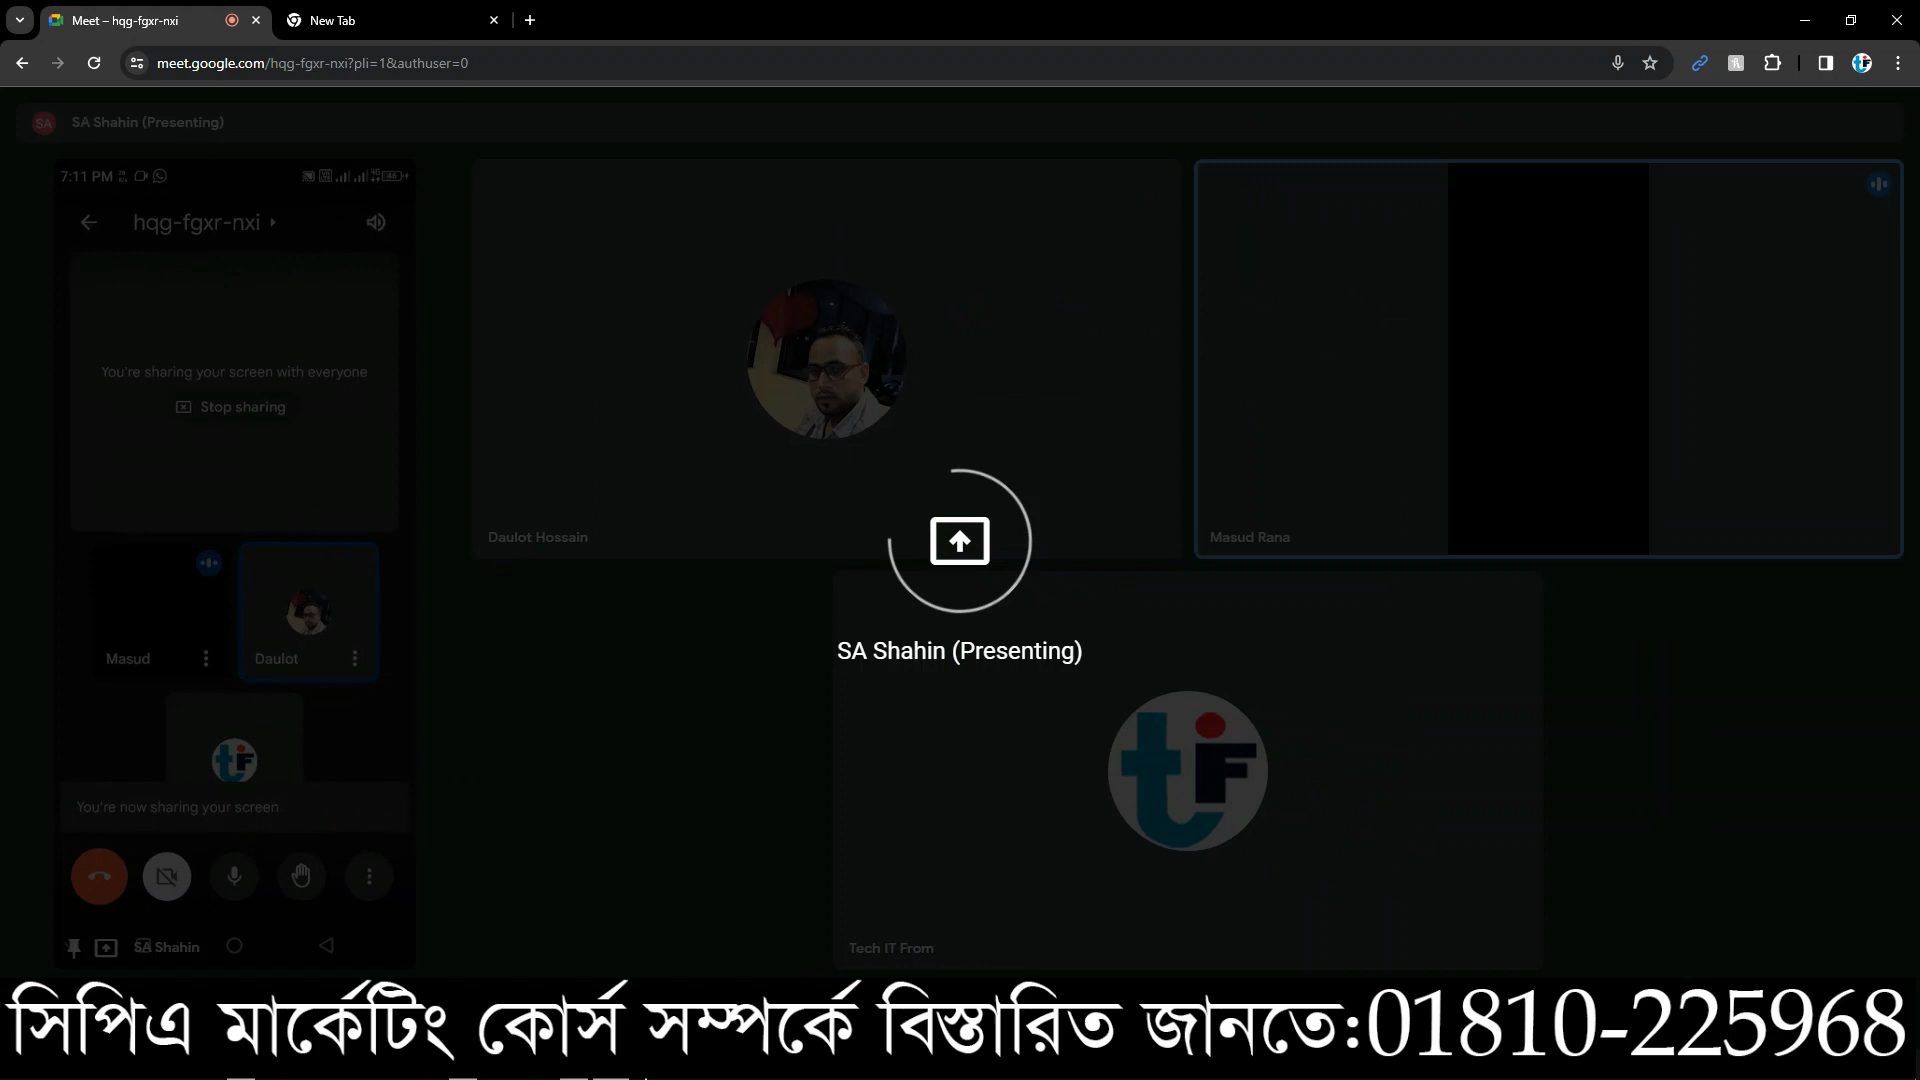 Meet – hqg-fgxr-nxi
New Tab
meet.google.com/hqg-fgxr-nxi?pli=1&authuser=0
SA
SA Shahin (Presenting)
7:11 PM
hqg-fgxr-nxi
You're sharing your screen with everyone
Stop sharing
Masud
Daulot
You're now sharing your screen
SA Shahin
Daulot Hossain
Masud Rana
SA Shahin (Presenting)
tiF
Tech IT From
সিপিএ মার্কেটিং কোর্স সম্পর্কে বিস্তারিত জানতে:01810-225968